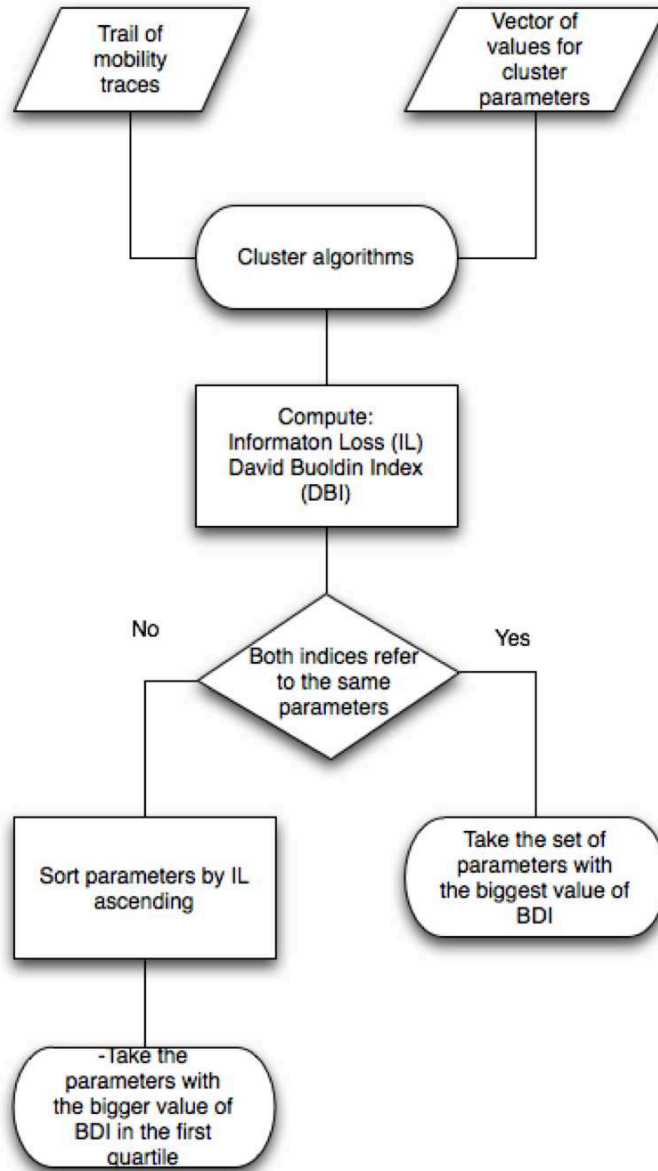 Trail of
mobility
traces
Vector of
values for
cluster
parameters
Cluster algorithms
Compute:
Informaton Loss (IL)
David Buoldin Index
(DBI)
No
Yes
Both indices refer
to the same
parameters
Sort parameters by IL
ascending
Take the set of
parameters with
the biggest value of
BDI
-Take the
parameters with
the bigger value of
BDI in the first
quartile